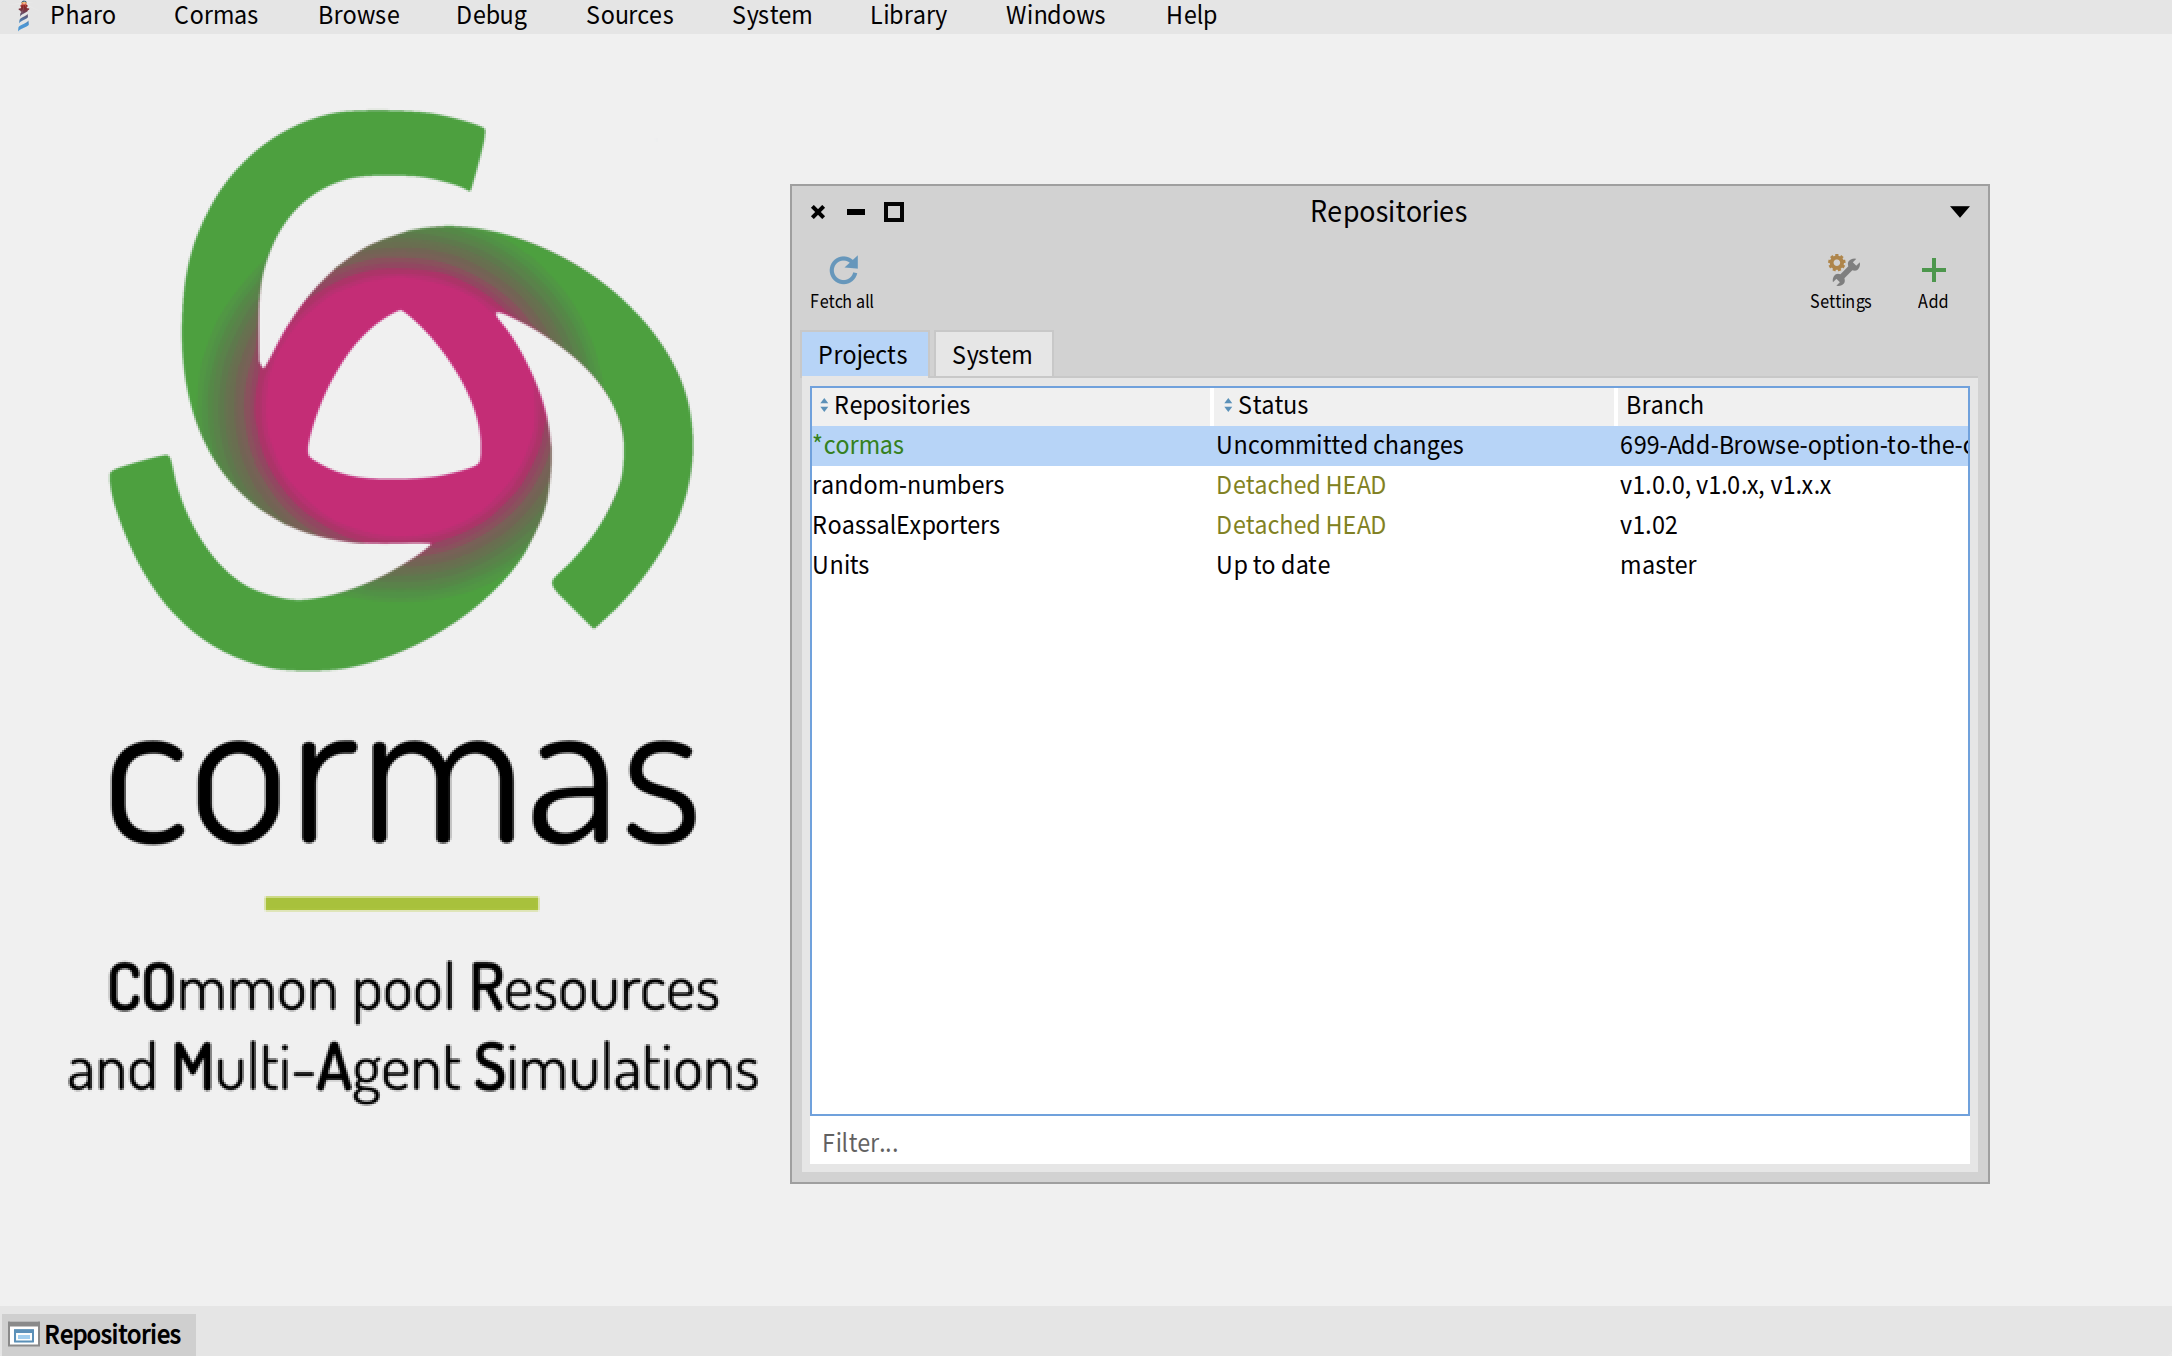 Pharo Cormas Browse Debug Sources System Library Windows Help
cormas
COmmon pool Resources
and Multi-Agent Simulations
Repositories
Fetch all Settings Add
Projects System
Repositories Status Branch
*cormas Uncommitted changes 699-Add-Browse-option-to-the-c
random-numbers Detached HEAD v1.0.0, v1.0.x, v1.x.x
RoassalExporters Detached HEAD v1.02
Units Up to date master
Filter...
Repositories